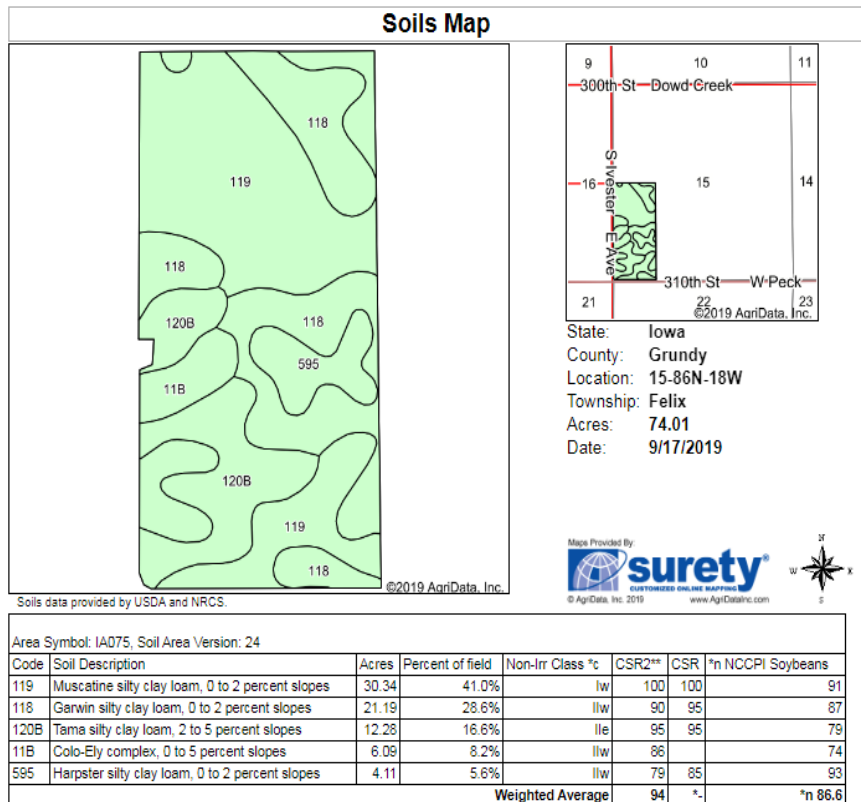 Soils Map
118
119
118
120B
118
595
11B
120B
119
118
©2019 AgriData, Inc.
Soils data provided by USDA and NRCS.
9 10 11
300th St Dowd Creek
S Ivester E Ave
16 15 14
310th St W Peck
21 22 23
©2019 AgriData, Inc.
State: Iowa
County: Grundy
Location: 15-86N-18W
Township: Felix
Acres: 74.01
Date: 9/17/2019
Maps Provided By:
surety®
CUSTOMIZED ONLINE MAPPING
© AgriData, Inc. 2019 www.AgriDataInc.com
N
W E
S
Area Symbol: IA075, Soil Area Version: 24
Code Soil Description Acres Percent of field Non-Irr Class *c CSR2** CSR *n NCCPI Soybeans
119 Muscatine silty clay loam, 0 to 2 percent slopes 30.34 41.0% Iw 100 100 91
118 Garwin silty clay loam, 0 to 2 percent slopes 21.19 28.6% IIw 90 95 87
120B Tama silty clay loam, 2 to 5 percent slopes 12.28 16.6% IIe 95 95 79
11B Colo-Ely complex, 0 to 5 percent slopes 6.09 8.2% IIw 86 74
595 Harpster silty clay loam, 0 to 2 percent slopes 4.11 5.6% IIw 79 85 93
Weighted Average 94 *- *n 86.6